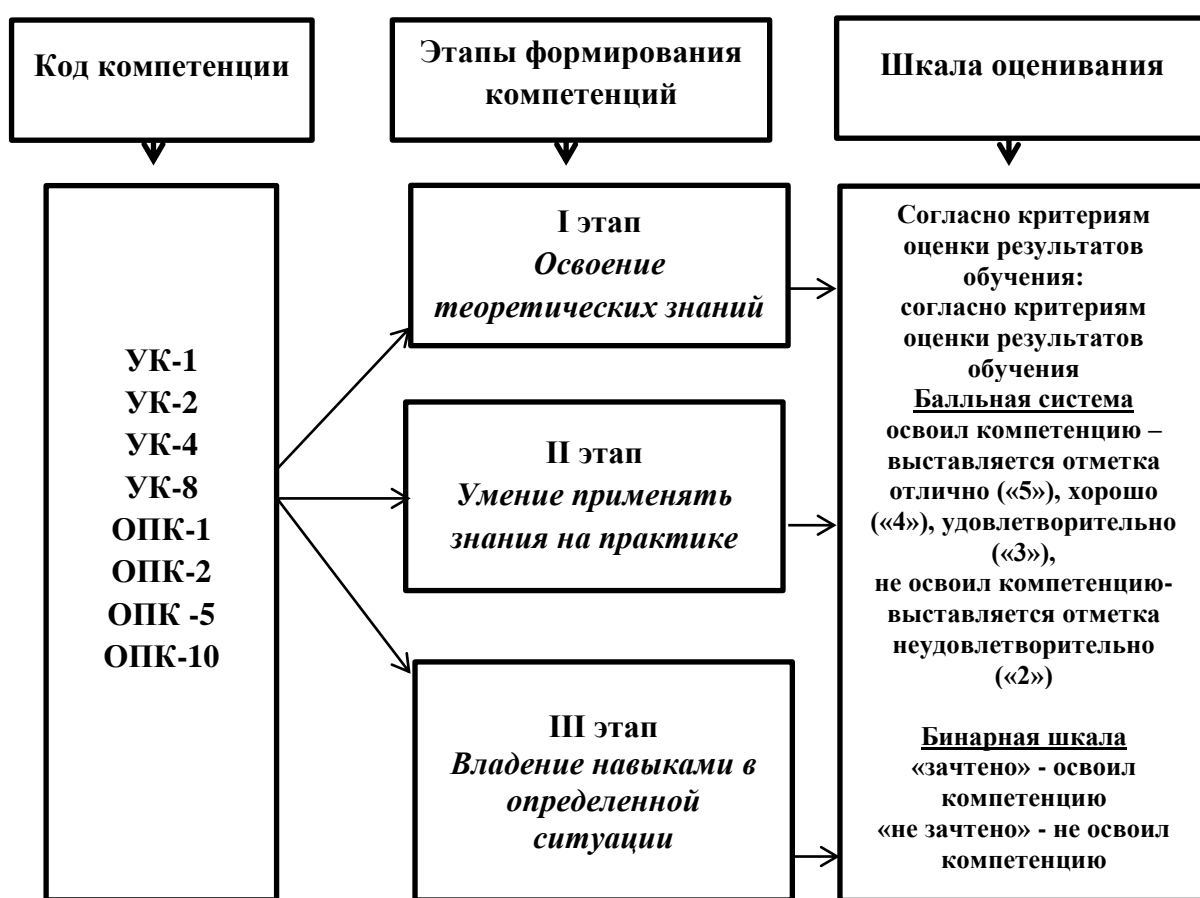 Код компетенции
Этапы формирования
компетенций
Шкала оценивания
УК-1
УК-2
УК-4
УК-8
ОПК-1
ОПК-2
ОПК -5
ОПК-10
I этап
Освоение
теоретических знаний
II этап
Умение применять
знания на практике
III этап
Владение навыками в
определенной
ситуации
Согласно критериям
оценки результатов
обучения:
согласно критериям
оценки результатов
обучения
Балльная система
освоил компетенцию –
выставляется отметка
отлично («5»), хорошо
(«4»), удовлетворительно
(«3»),
не освоил компетенцию-
выставляется отметка
неудовлетворительно
(«2»)
Бинарная шкала
«зачтено» - освоил
компетенцию
«не зачтено» - не освоил
компетенцию